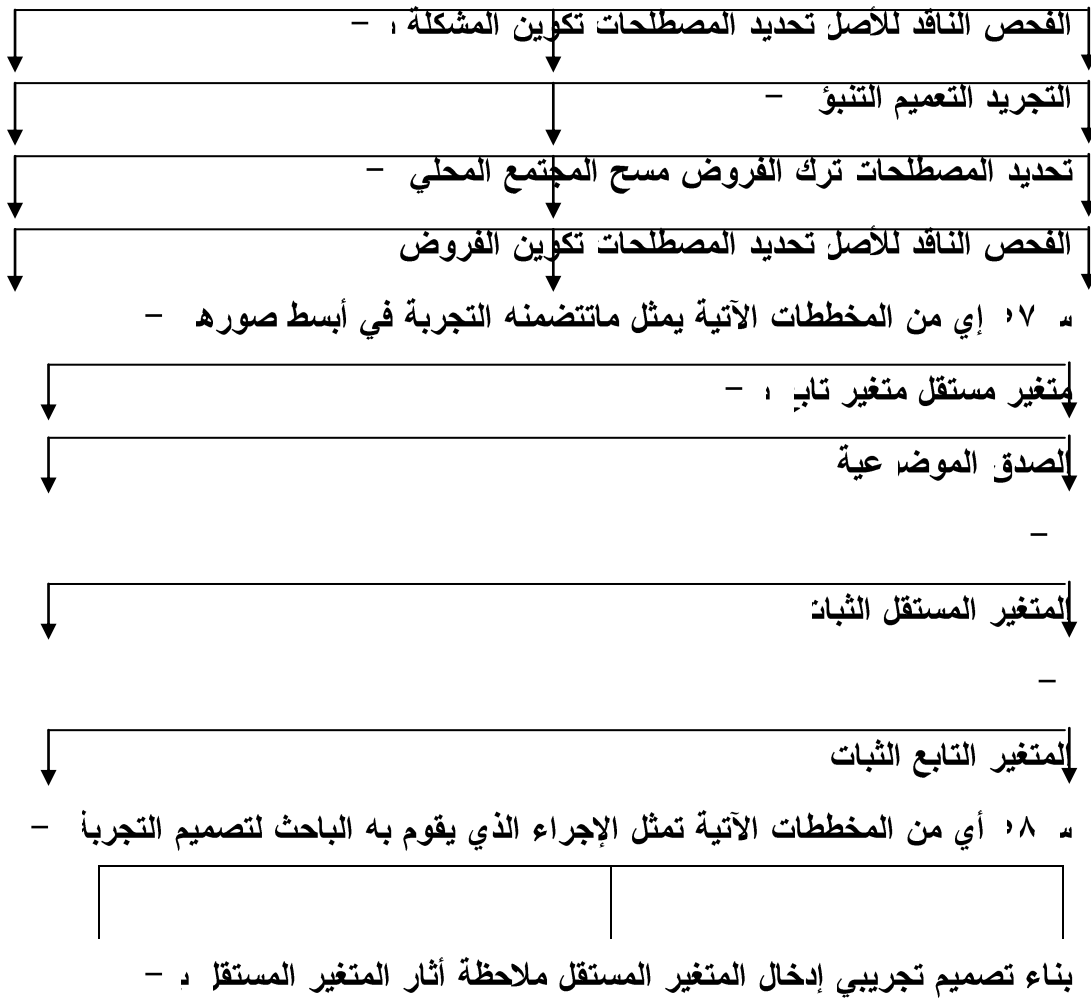 الفحص الناقد للأصل تحديد المصطلحات تكوين المشكلة –
التجريد التعميم التنبؤ –
تحديد المصطلحات ترك الفروض مسح المجتمع المحلي –
الفحص الناقد للأصل تحديد المصطلحات تكوين الفروض
٧ إي من المخططات الآتية يمثل ماتتضمنه التجربة في أبسط صوره –
متغير مستقل متغير تابع –
الصدق الموضوعية
–
المتغير المستقل الثبات
–
المتغير التابع الثبات
٨ أي من المخططات الآتية تمثل الإجراء الذي يقوم به الباحث لتصميم التجربة –
بناء تصميم تجريبي إدخال المتغير المستقل ملاحظة أثار المتغير المستقل –